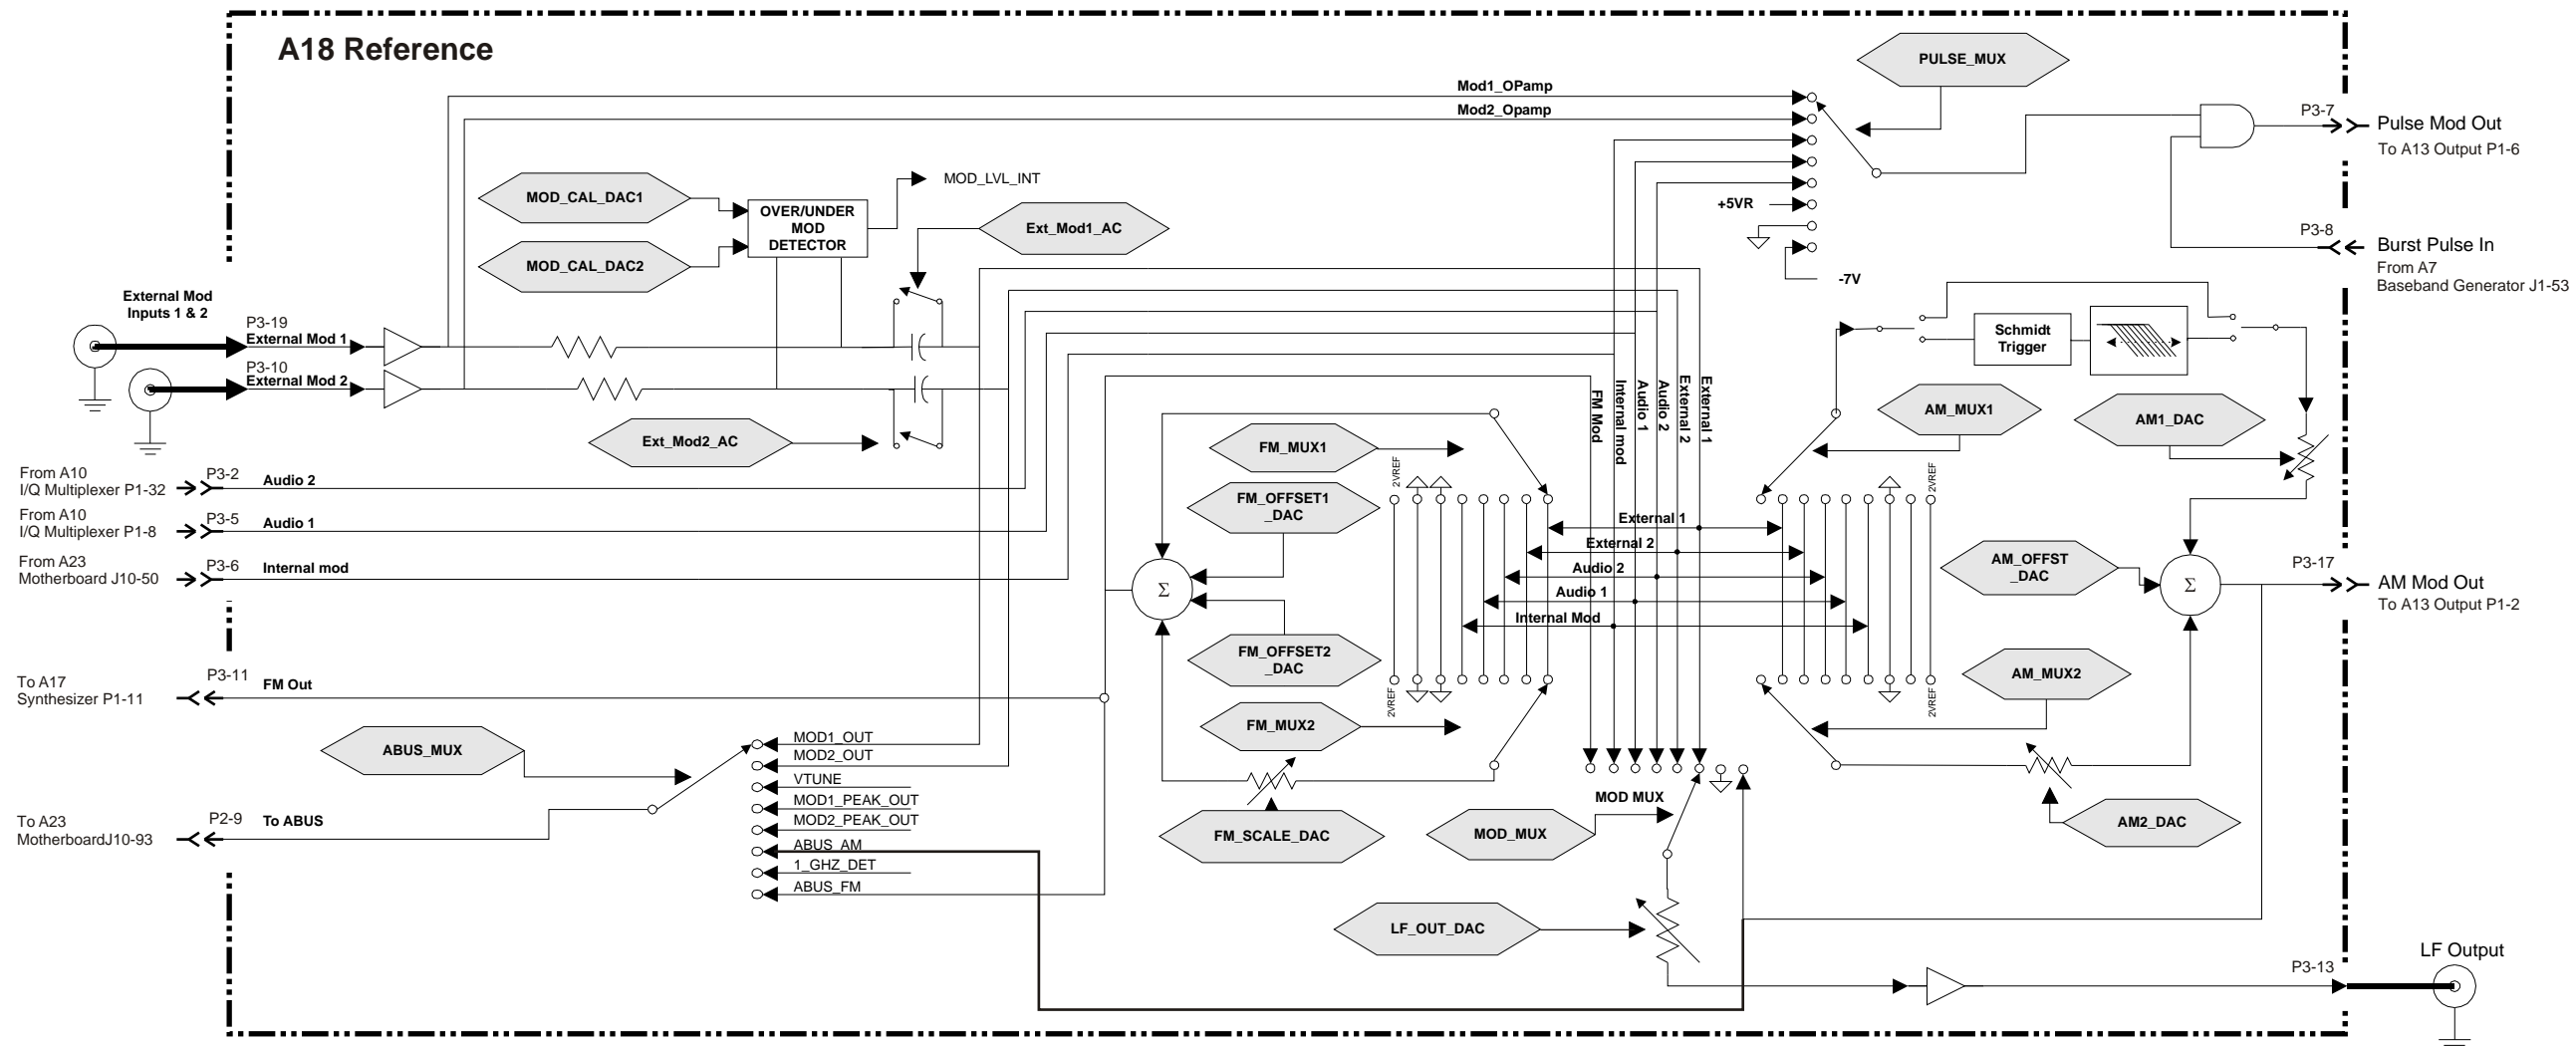 A18 Reference
PULSE_MUX
Mod1_OPamp
Mod2_Opamp
P3-7
Pulse Mod Out
To A13 Output P1-6
MOD_CAL_DAC1
OVER/UNDER
MOD
DETECTOR
MOD_LVL_INT
Ext_Mod1_AC
+5VR
-7V
P3-8
Burst Pulse In
From A7
Baseband Generator J1-53
MOD_CAL_DAC2
External Mod
Inputs 1 & 2
P3-19
External Mod 1
P3-10
External Mod 2
Schmidt
Trigger
Ext_Mod2_AC
FM Mod
Internal mod
Audio 1
Audio 2
External 2
External 1
AM_MUX1
AM1_DAC
FM_MUX1
2VREF
2VREF
From A10
I/Q Multiplexer P1-32
P3-2
Audio 2
FM_OFFSET1
_DAC
From A10
I/Q Multiplexer P1-8
P3-5
Audio 1
External 1
External 2
Audio 2
Audio 1
Internal Mod
From A23
Motherboard J10-50
P3-6
Internal mod
Σ
AM_OFFST
_DAC
Σ
P3-17
AM Mod Out
To A13 Output P1-2
FM_OFFSET2
_DAC
2VREF
2VREF
AM_MUX2
To A17
Synthesizer P1-11
P3-11
FM Out
FM_MUX2
ABUS_MUX
MOD1_OUT
MOD2_OUT
VTUNE
MOD1_PEAK_OUT
MOD2_PEAK_OUT
ABUS_AM
1_GHZ_DET
ABUS_FM
To A23
MotherboardJ10-93
P2-9
To ABUS
FM_SCALE_DAC
MOD MUX
MOD_MUX
AM2_DAC
LF_OUT_DAC
P3-13
LF Output